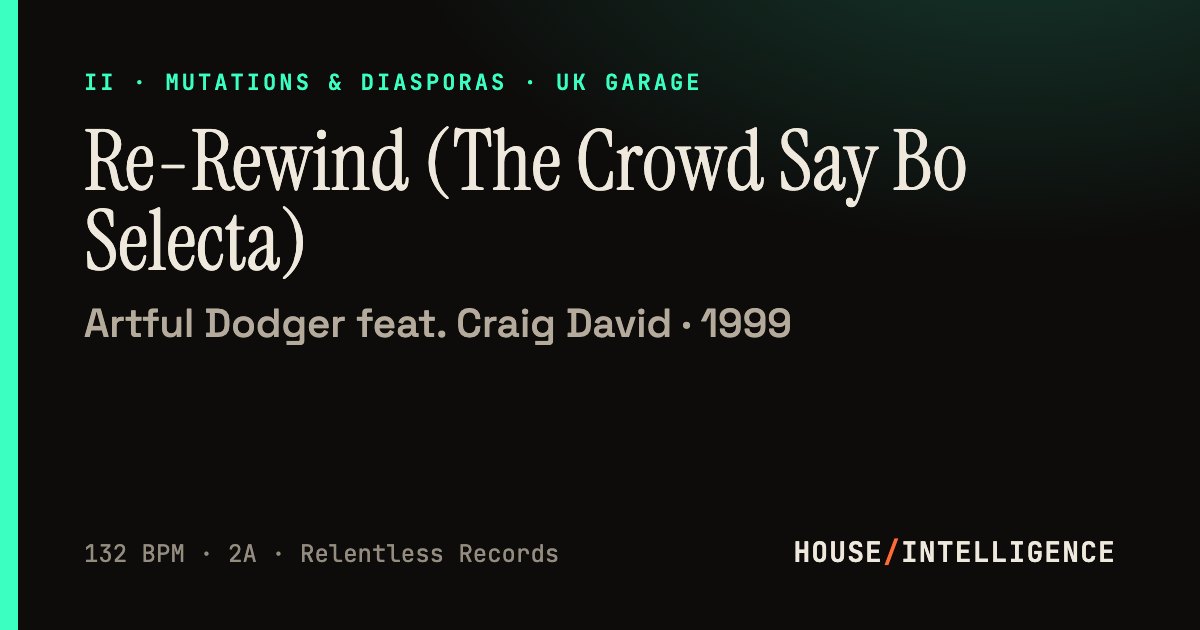 II · MUTATIONS & DIASPORAS · UK GARAGE
Re-Rewind (The Crowd Say Bo
Selecta)
Artful Dodger feat. Craig David · 1999
132 BPM · 2A · Relentless Records
HOUSE/INTELLIGENCE